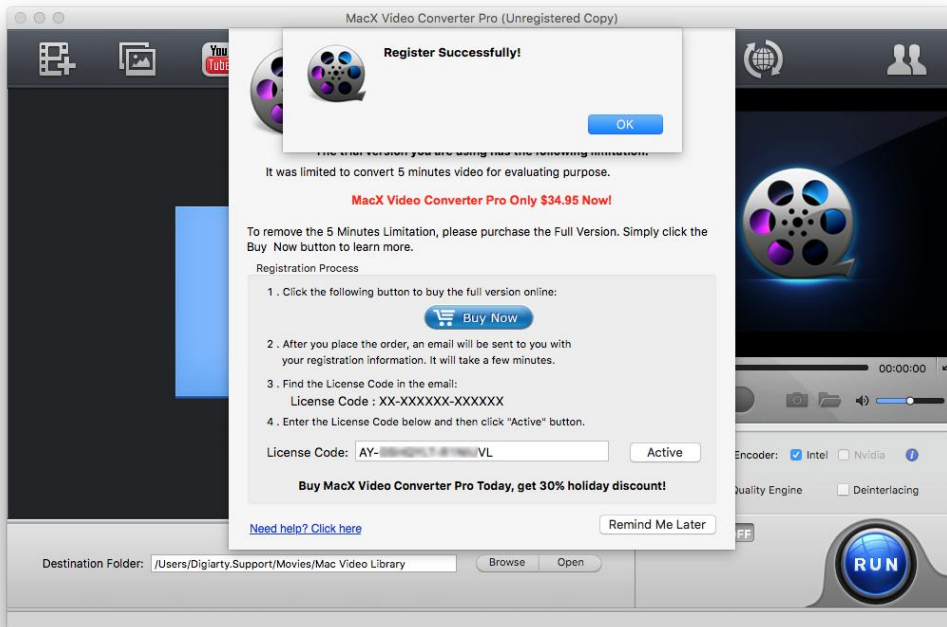 MacX Video Converter Pro (Unregistered Copy)
You
Tube
Register Successfully!
OK
The trial version you are using has the following limitation:
It was limited to convert 5 minutes video for evaluating purpose.
MacX Video Converter Pro Only $34.95 Now!
To remove the 5 Minutes Limitation, please purchase the Full Version. Simply click the
Buy Now button to learn more.
Registration Process
1 . Click the following button to buy the full version online:
Buy Now
2 . After you place the order, an email will be sent to you with
your registration information. It will take a few minutes.
3 . Find the License Code in the email:
License Code : XX-XXXXXX-XXXXXX
4 . Enter the License Code below and then click "Active" button.
License Code: AY- VL
Active
Buy MacX Video Converter Pro Today, get 30% holiday discount!
Need help? Click here
Remind Me Later
00:00:00
Encoder: Intel Nvidia
Quality Engine Deinterlacing
RUN
Destination Folder: /Users/Digiarty.Support/Movies/Mac Video Library
Browse
Open